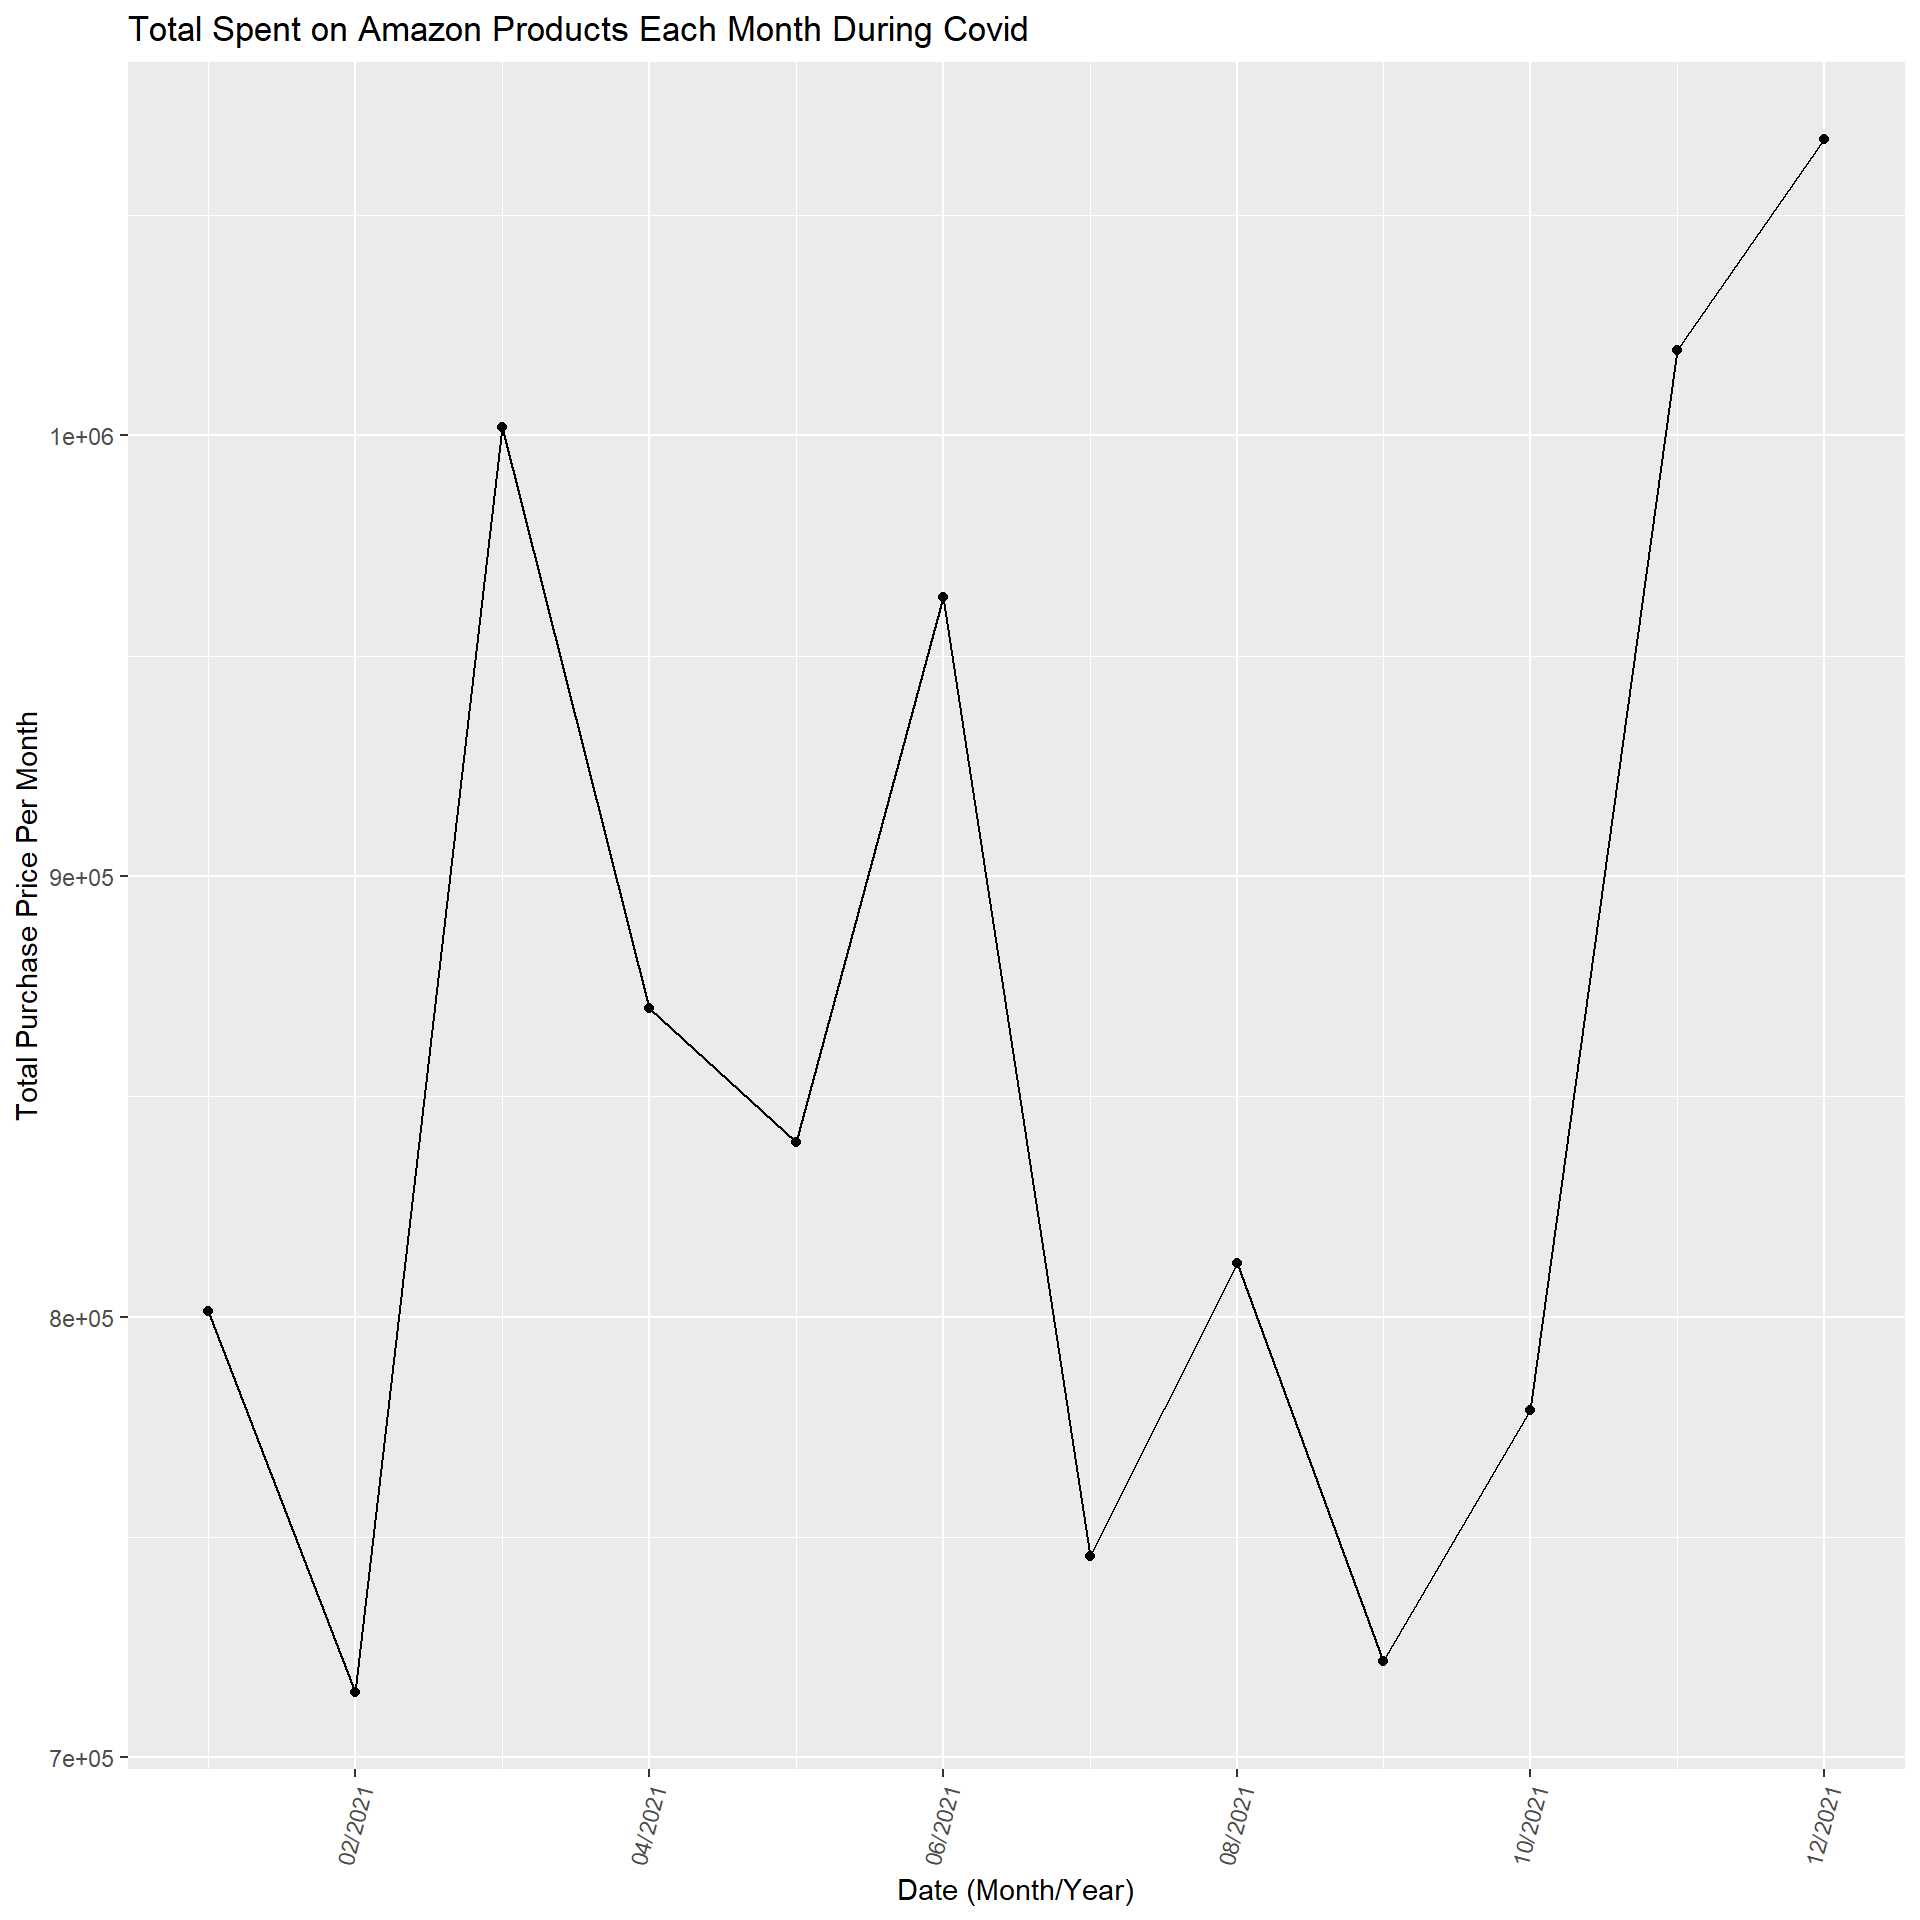 Total Spent on Amazon Products Each Month During Covid
Total Purchase Price Per Month
1e+06
9e+05
8e+05
7e+05
02/2021
04/2021
06/2021
08/2021
10/2021
12/2021
Date (Month/Year)